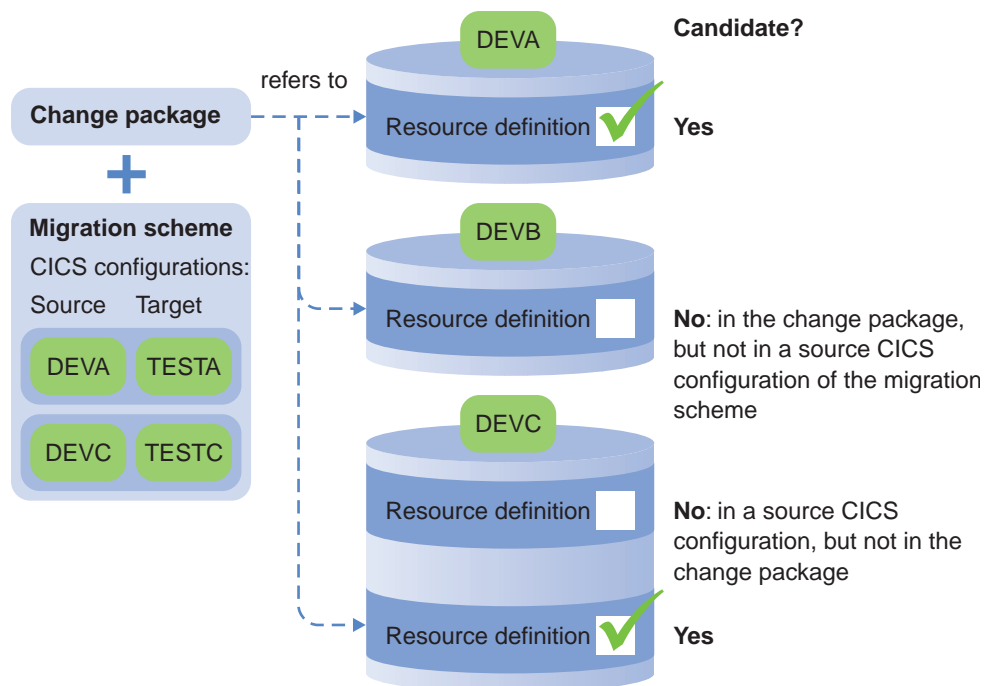 DEVA
Candidate?
refers to
Change package
Resource definition
Yes
Migration scheme
CICS configurations:
Source Target
DEVA TESTA
DEVC TESTC
DEVB
Resource definition
No: in the change package,
but not in a source CICS
configuration of the migration
scheme
DEVC
Resource definition
No: in a source CICS
configuration, but not in the
change package
Resource definition
Yes